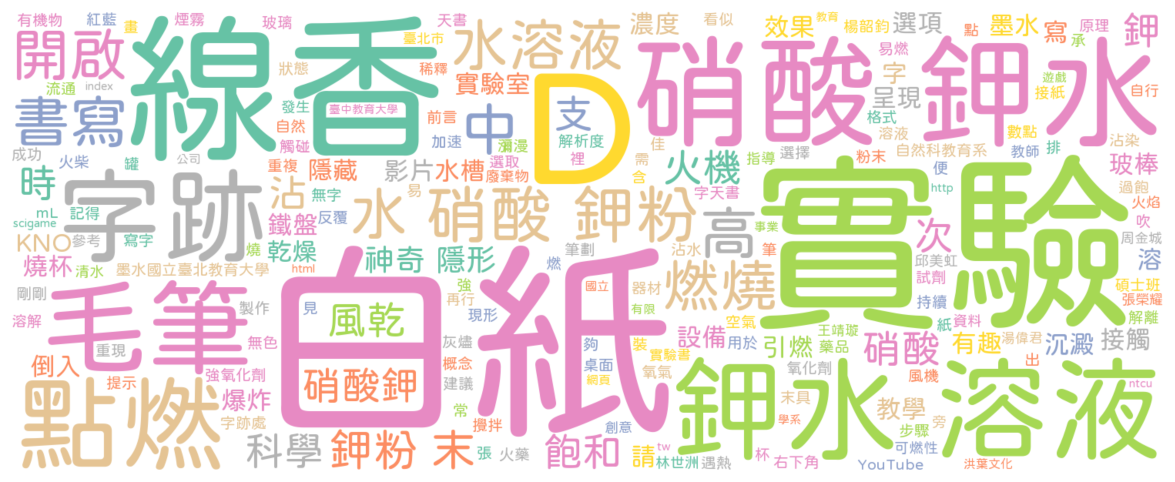 有機物 紅藍 畫 煙霧 玻璃 天書 濃度 看似 效果 教育 楊韶鈞 選項 墨水 點 寫 原理 承 鉀
開啟 線香 臺北市 水溶液 硝酸 鉀水 易燃 字 遊戲
流通 index 狀態 稀釋 實驗室 D 呈現 格式 接紙 自行
書寫 發生 臺中教育大學 前言 中 支 解析度 溶液 數點 沾染
成功 火柴 罐 自然 觸碰 加速 瀰漫 佳 裡 指導 選擇 粉末 自然科教育系 教師 排
時 重複 隱藏 影片 水槽 選取 廢棄物 需 含 火機 便 玻棒
mL 記得 沾 無字 易 字天書 實驗 過飽 http 火焰
scigame 字跡 反覆 鐵盤 水 硝酸 鉀粉 高 事業 次 吹
KNO 參考 寫字 燒 乾燥 筆劃 沾水 筆 邱美虹 周金城
燒杯 清水 神奇 隱形 燃 燃燒 試劑 溶
墨水國立臺北教育大學 html 強 再行 國立 器材 空氣 持續 碩士班
剛剛 製作 見 白紙 現形 有限 王靖璇 紙 資料 張榮耀
毛筆 風乾 灰燼 夠 裝 設備 用於 藥品 解離
溶解 無色 概念 桌面 實驗書 引燃 硝酸 有趣 湯偉君 沉澱 接觸
重現 提示 硝酸鉀 建議 網頁 氧氣 氧化劑 風機 出
倒入 強氧化劑 常 鉀水 溶液 末具 教學 旁 ntcu
點燃 爆炸 攪拌 創意 學系 步驟
字跡處 科學 鉀粉 末 張 火藥 飽和 tw 請 杯 可燃性
公司 林世洲 遇熱 右下角 YouTube 洪葉文化